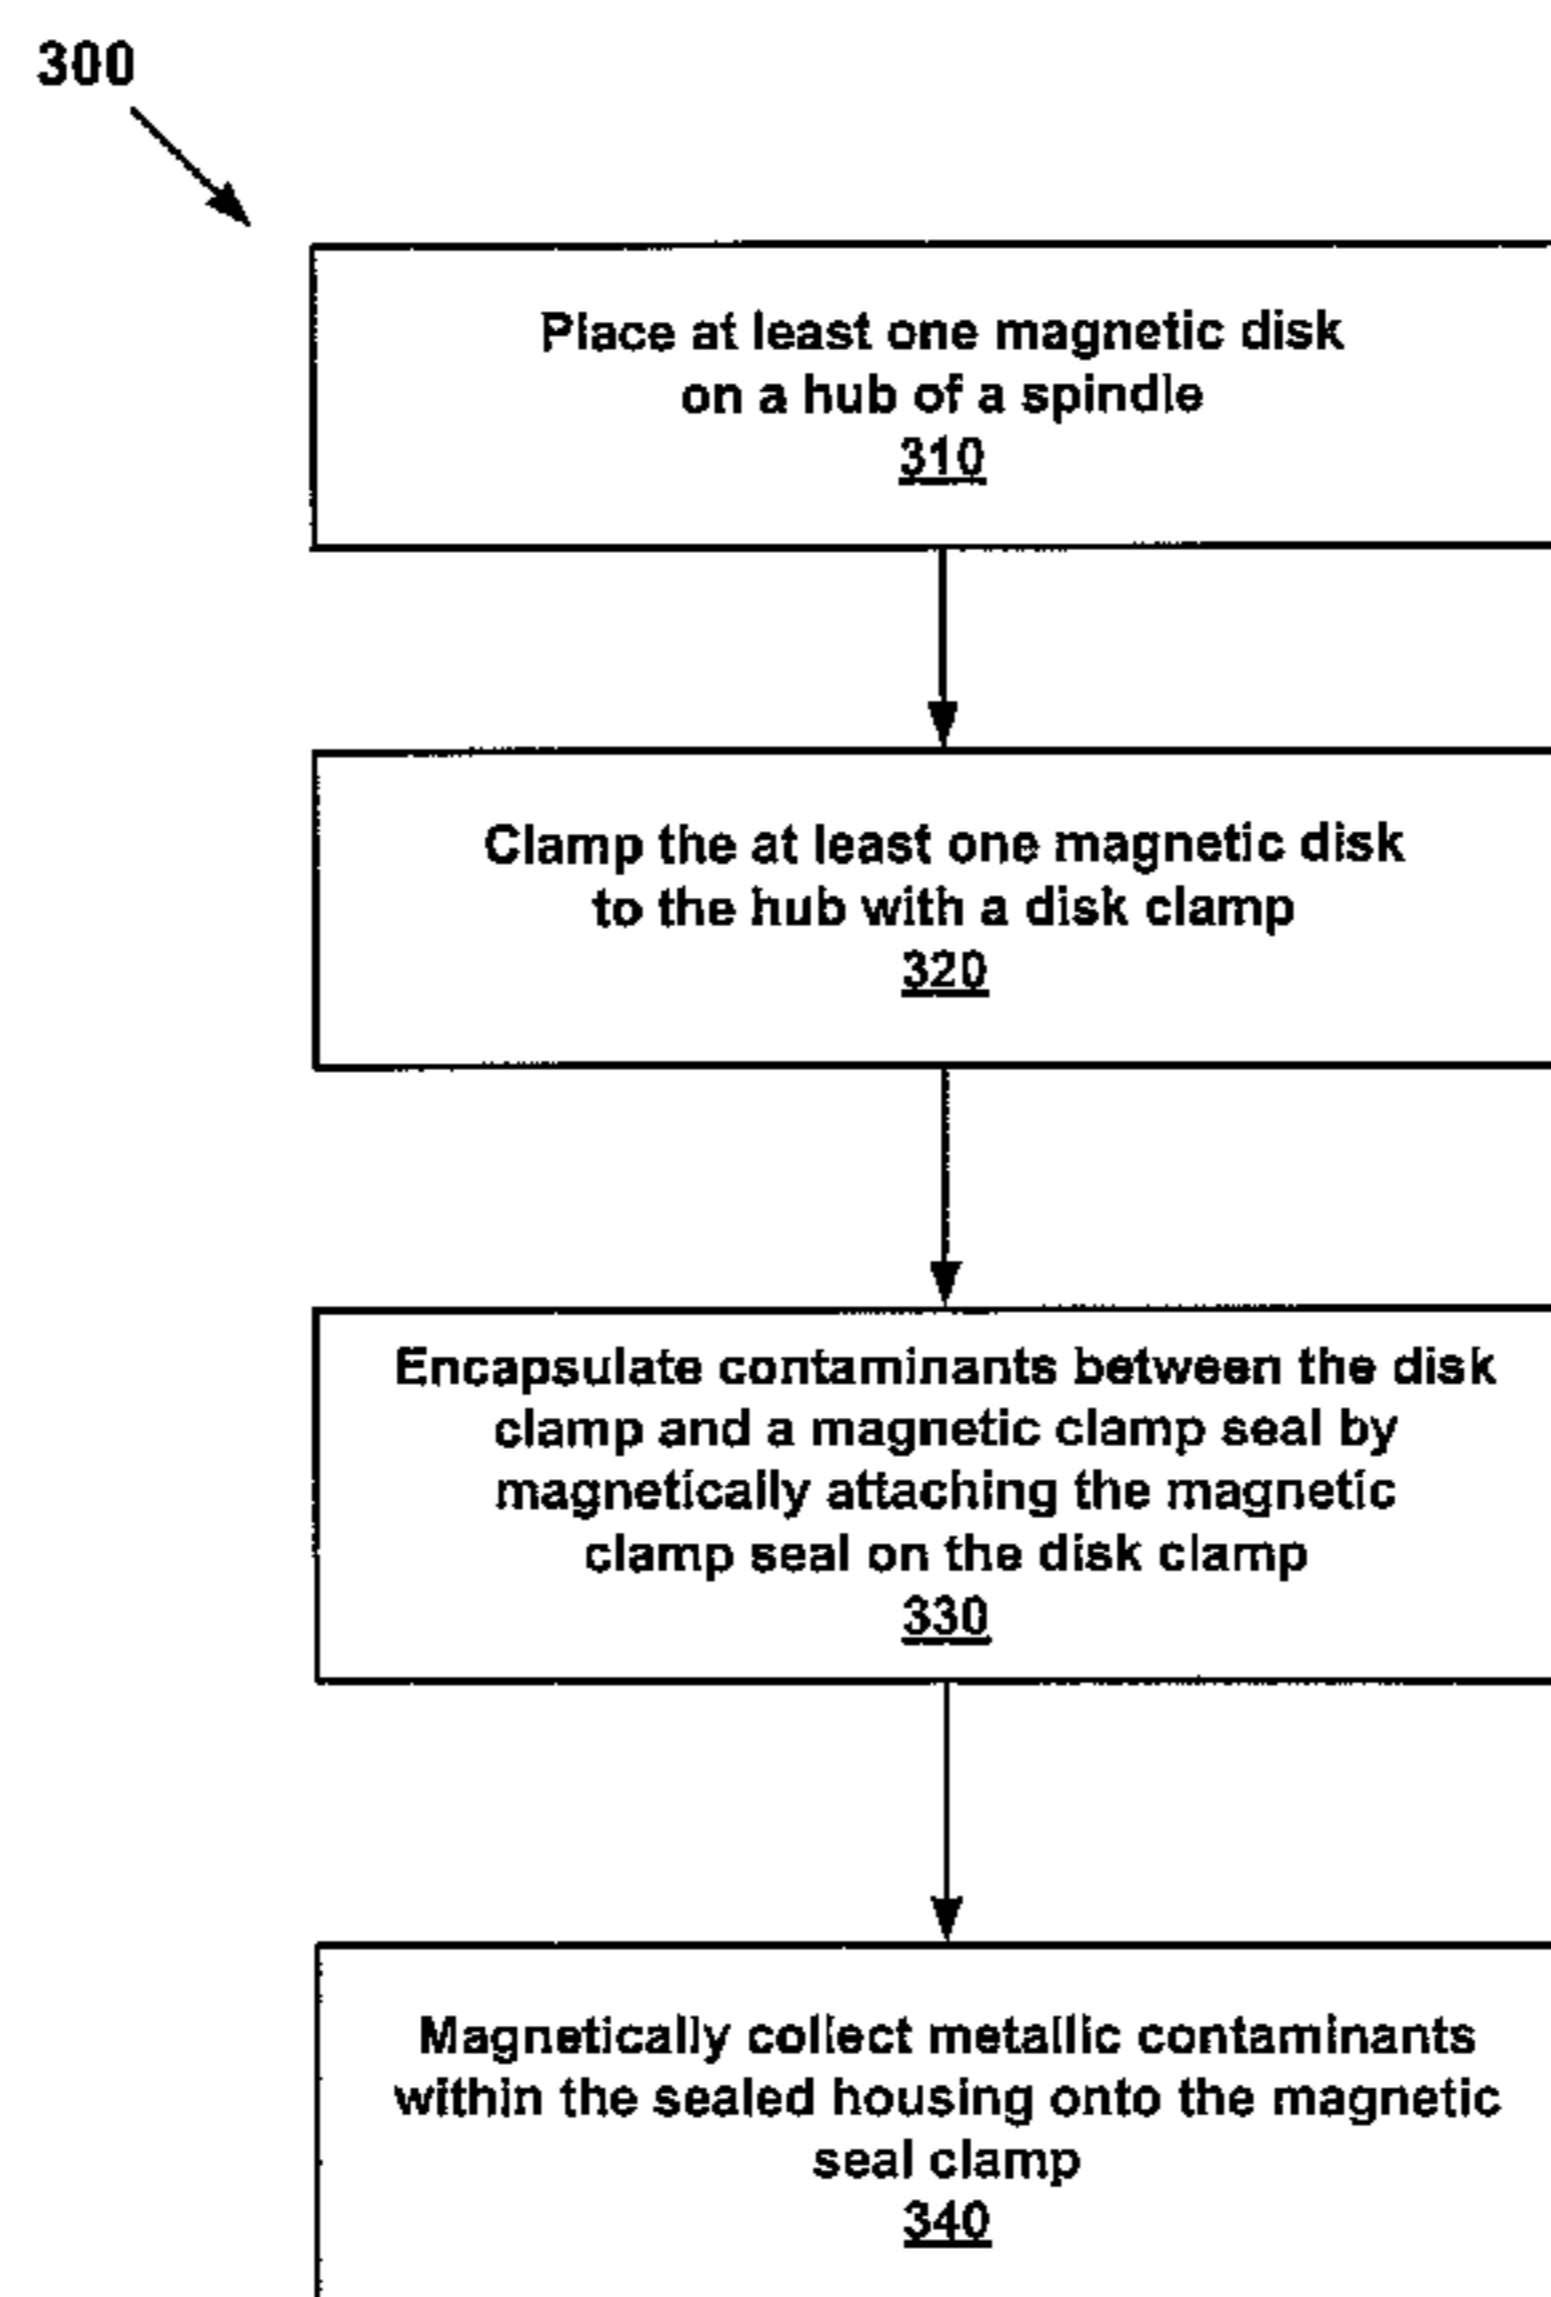 300
Place at least one magnetic disk
on a hub of a spindle
310
Clamp the at least one magnetic disk
to the hub with a disk clamp
320
Encapsulate contaminants between the disk
clamp and a magnetic clamp seal by
magnetically attaching the magnetic
clamp seal on the disk clamp
330
Magnetically collect metallic contaminants
within the sealed housing onto the magnetic
seal clamp
340